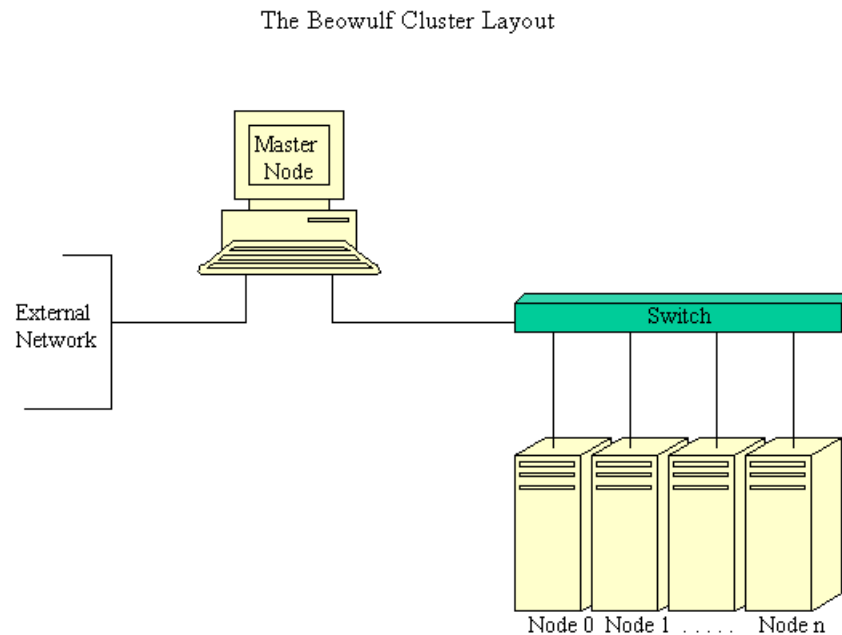 The Beowulf Cluster Layout
Master
Node
External
Network
Switch
Node 0 Node 1 . . . . . Node n